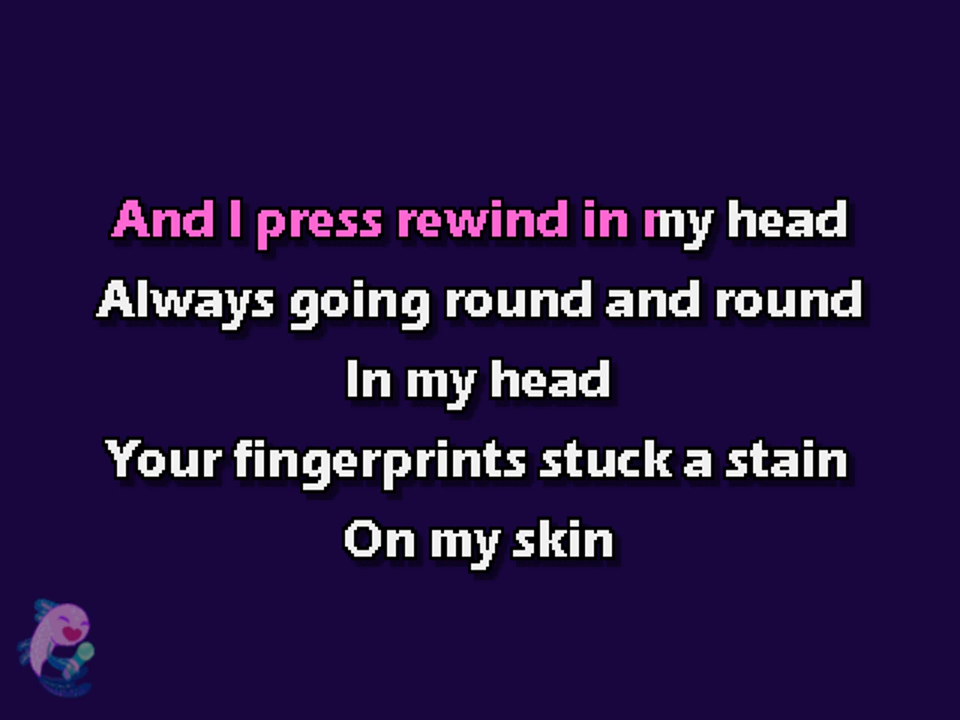 And I press rewind in my head
Always going round and round
In my head
Your fingerprints stuck a stain
On my skin